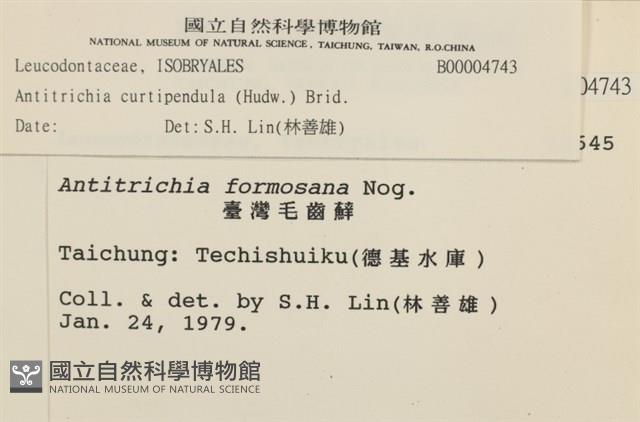 國立自然科學博物館
NATIONAL MUSEUM OF NATURAL SCIENCE, TAICHUNG, TAIWAN, R.O.CHINA
Leucodontaceae, ISOBRYALES B00004743
Antitrichia curtipendula (Hudw.) Brid.
Date: Det:S.H. Lin(林善雄)
04743
545
Antitrichia formosana Nog.
臺灣毛齒蘚
Taichung: Techishuiku(德基水庫)
Coll. & det. by S.H. Lin(林善雄)
Jan. 24, 1979.
國立自然科學博物館
NATIONAL MUSEUM OF NATURAL SCIENCE